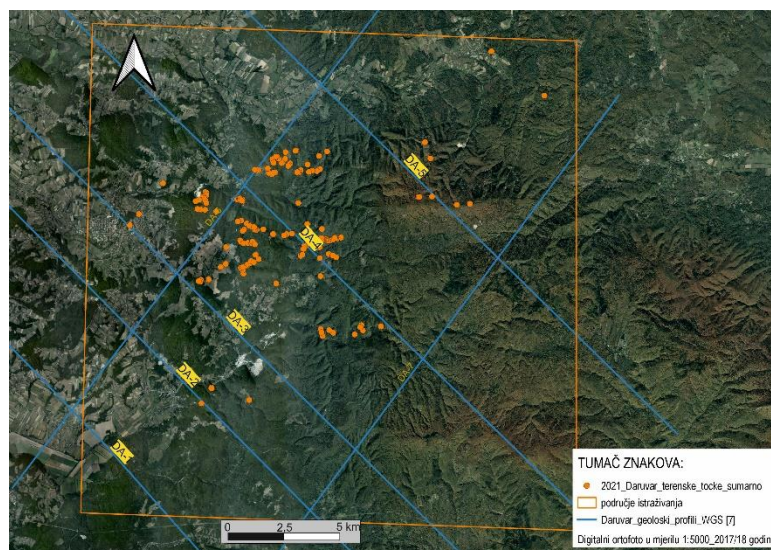 DA-5
DA-4
DA-3
DA-2
DA-1
0 2,5 5 km
TUMAČ ZNAKOVA:
2021_Daruvar_terenske_tocke_sumarno
područje istraživanja
Daruvar_geoloski_profili_WGS [7]
Digitalni ortofoto u mjerilu 1:5000_2017/18 godin